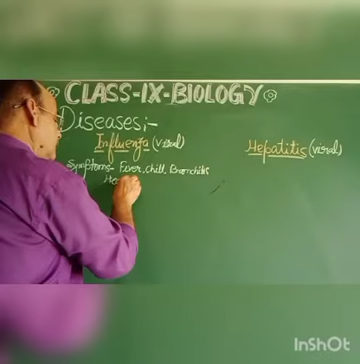 CLASS-IX-BIOLOGY
Diseases:-
Influenza (viral)
Hepatitis (viral)
Symptoms- Fever, chill, Bronchitis
InShOt